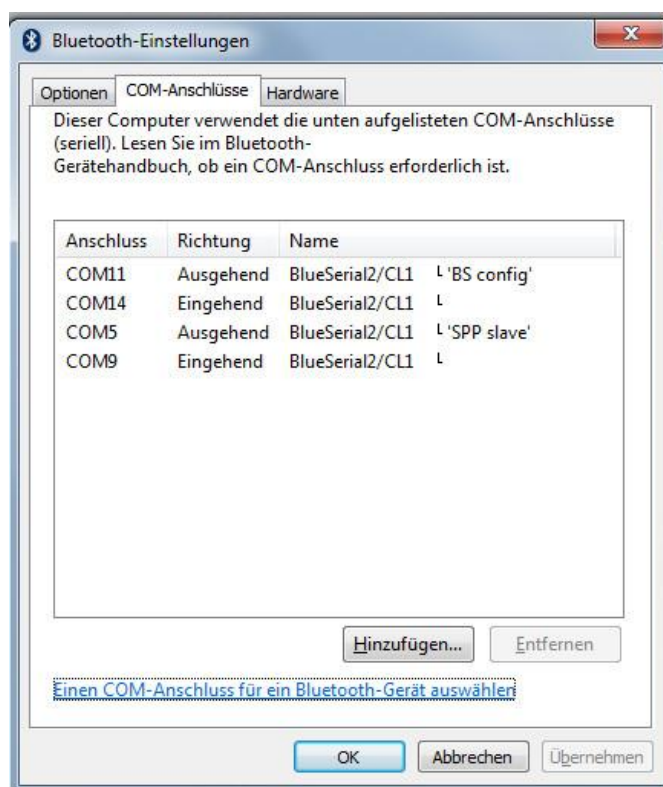 Bluetooth-Einstellungen
Optionen COM-Anschlüsse Hardware
Dieser Computer verwendet die unten aufgelisteten COM-Anschlüsse
(seriell). Lesen Sie im Bluetooth-
Gerätehandbuch, ob ein COM-Anschluss erforderlich ist.
Anschluss Richtung Name
COM11 Ausgehend BlueSerial2/CL1 └ 'BS config'
COM14 Eingehend BlueSerial2/CL1 └
COM5 Ausgehend BlueSerial2/CL1 └ 'SPP slave'
COM9 Eingehend BlueSerial2/CL1 └
Hinzufügen... Entfernen
Einen COM-Anschluss für ein Bluetooth-Gerät auswählen
OK Abbrechen Übernehmen